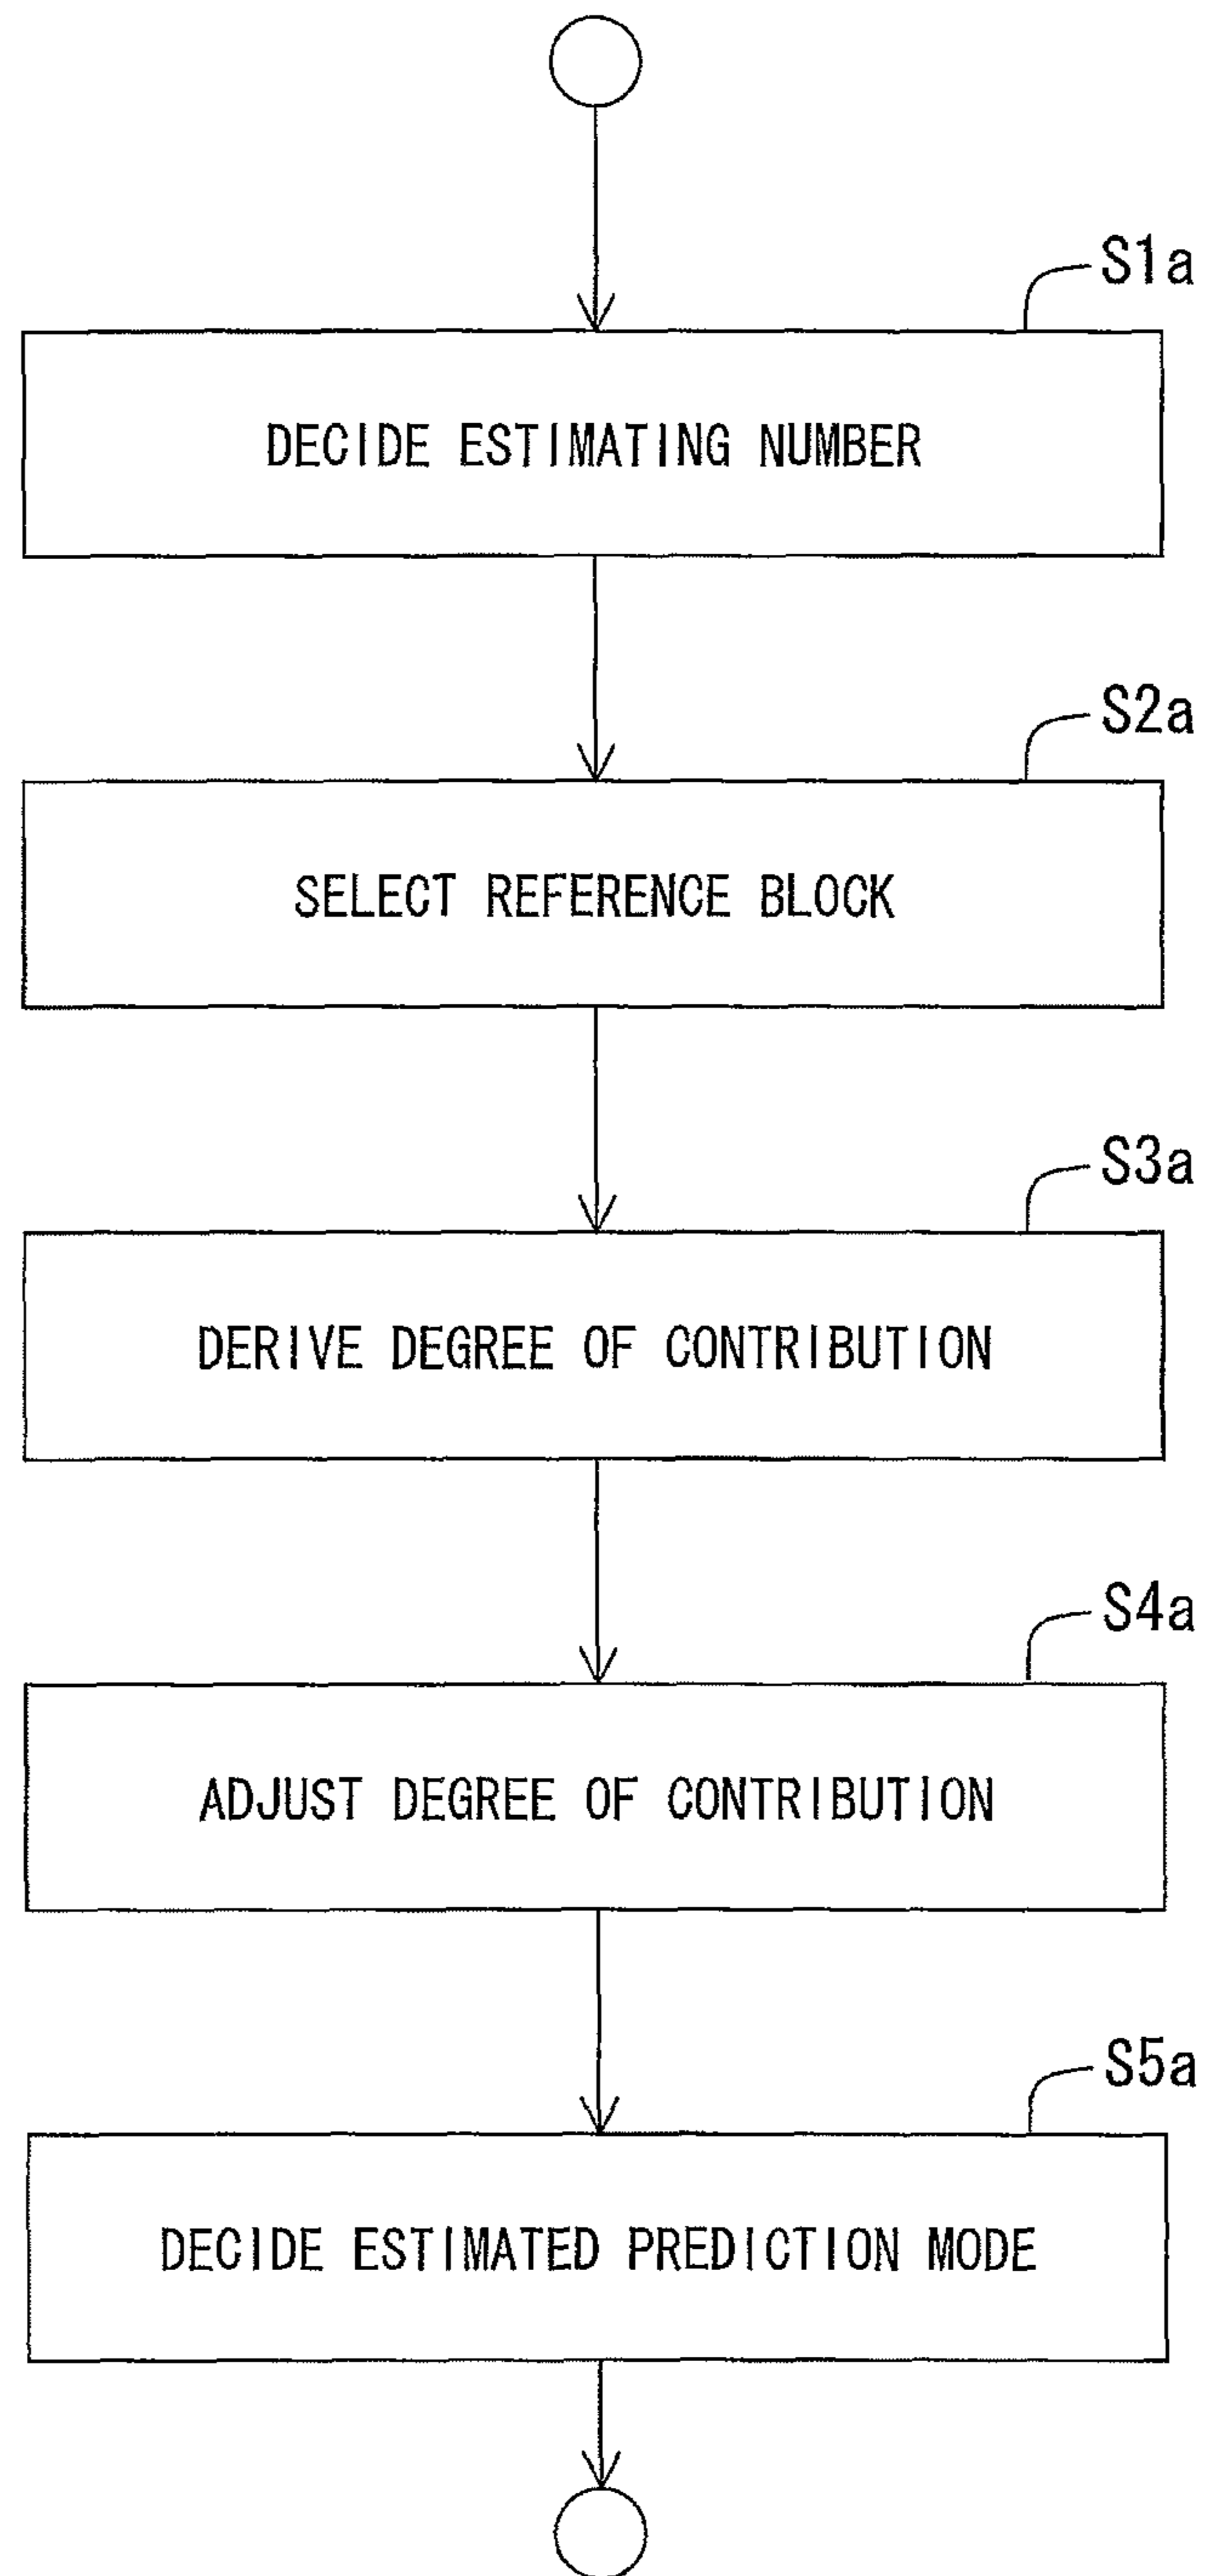 S1a
DECIDE ESTIMATING NUMBER
S2a
SELECT REFERENCE BLOCK
S3a
DERIVE DEGREE OF CONTRIBUTION
S4a
ADJUST DEGREE OF CONTRIBUTION
S5a
DECIDE ESTIMATED PREDICTION MODE